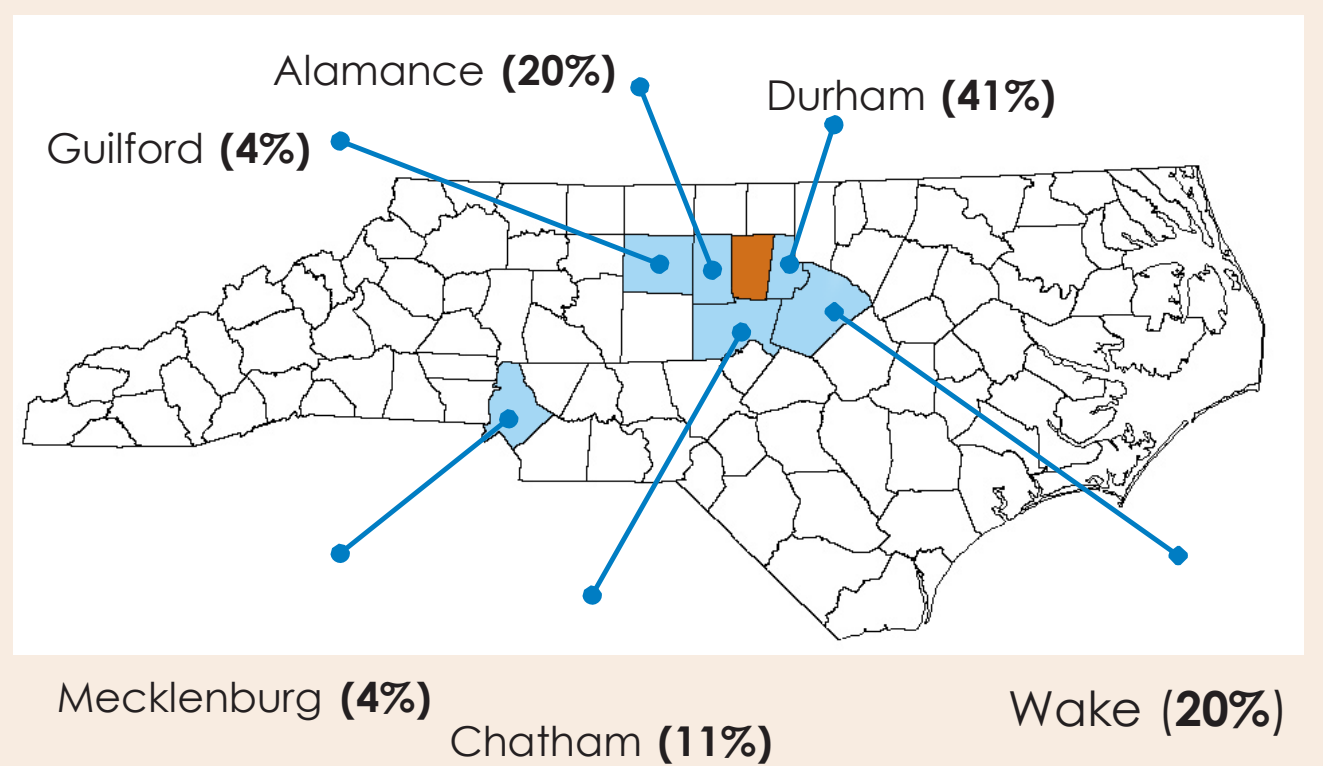 Alamance (20%)
Durham (41%)
Guilford (4%)
Mecklenburg (4%)
Wake (20%)
Chatham (11%)